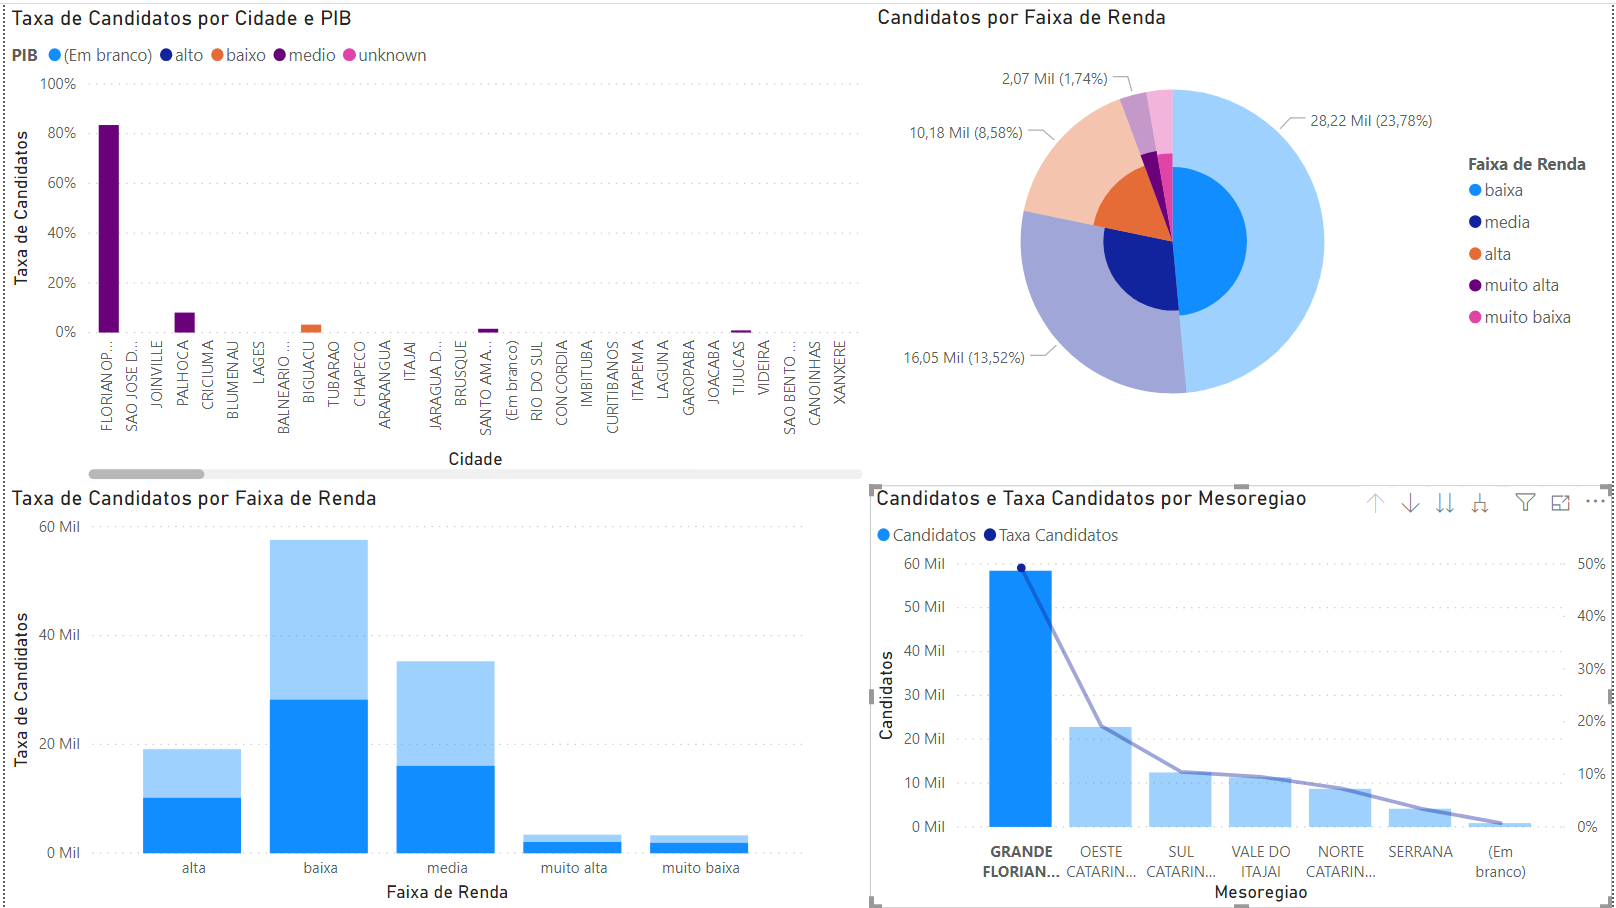 Taxa de Candidatos por Cidade e PIB
PIB (Em branco) alto baixo medio unknown
100%
80%
60%
40%
20%
0%
Taxa de Candidatos
FLORIANOP...
SAO JOSE D...
JOINVILLE
PALHOCA
CRICIUMA
BLUMENAU
LAGES
BALNEARIO ...
BIGUACU
TUBARAO
CHAPECO
ARARANGUA
ITAJAI
JARAGUA D...
BRUSQUE
SANTO AMA...
(Em branco)
RIO DO SUL
CONCORDIA
IMBITUBA
CURITIBANOS
ITAPEMA
LAGUNA
GAROPABA
JOACABA
TIJUCAS
VIDEIRA
SAO BENTO ...
CANOINHAS
XANXERE
Cidade
Candidatos por Faixa de Renda
2,07 Mil (1,74%)
10,18 Mil (8,58%)
28,22 Mil (23,78%)
16,05 Mil (13,52%)
Faixa de Renda
baixa
media
alta
muito alta
muito baixa
Taxa de Candidatos por Faixa de Renda
60 Mil
40 Mil
20 Mil
0 Mil
Taxa de Candidatos
alta
baixa
media
muito alta
muito baixa
Faixa de Renda
Candidatos e Taxa Candidatos por Mesoregiao
Candidatos Taxa Candidatos
60 Mil
50 Mil
40 Mil
30 Mil
20 Mil
10 Mil
0 Mil
Candidatos
50%
40%
30%
20%
10%
0%
GRANDE
FLORIAN...
OESTE
CATARIN...
SUL
CATARIN...
VALE DO
ITAJAI
NORTE
CATARIN...
SERRANA
(Em
branco)
Mesoregiao